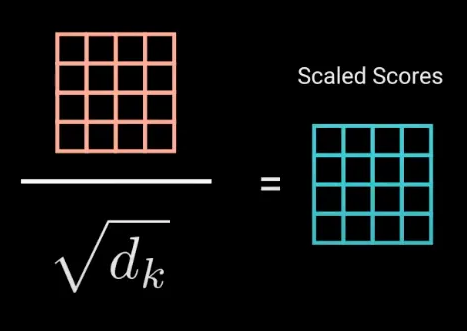 Scaled Scores
=
√d_k